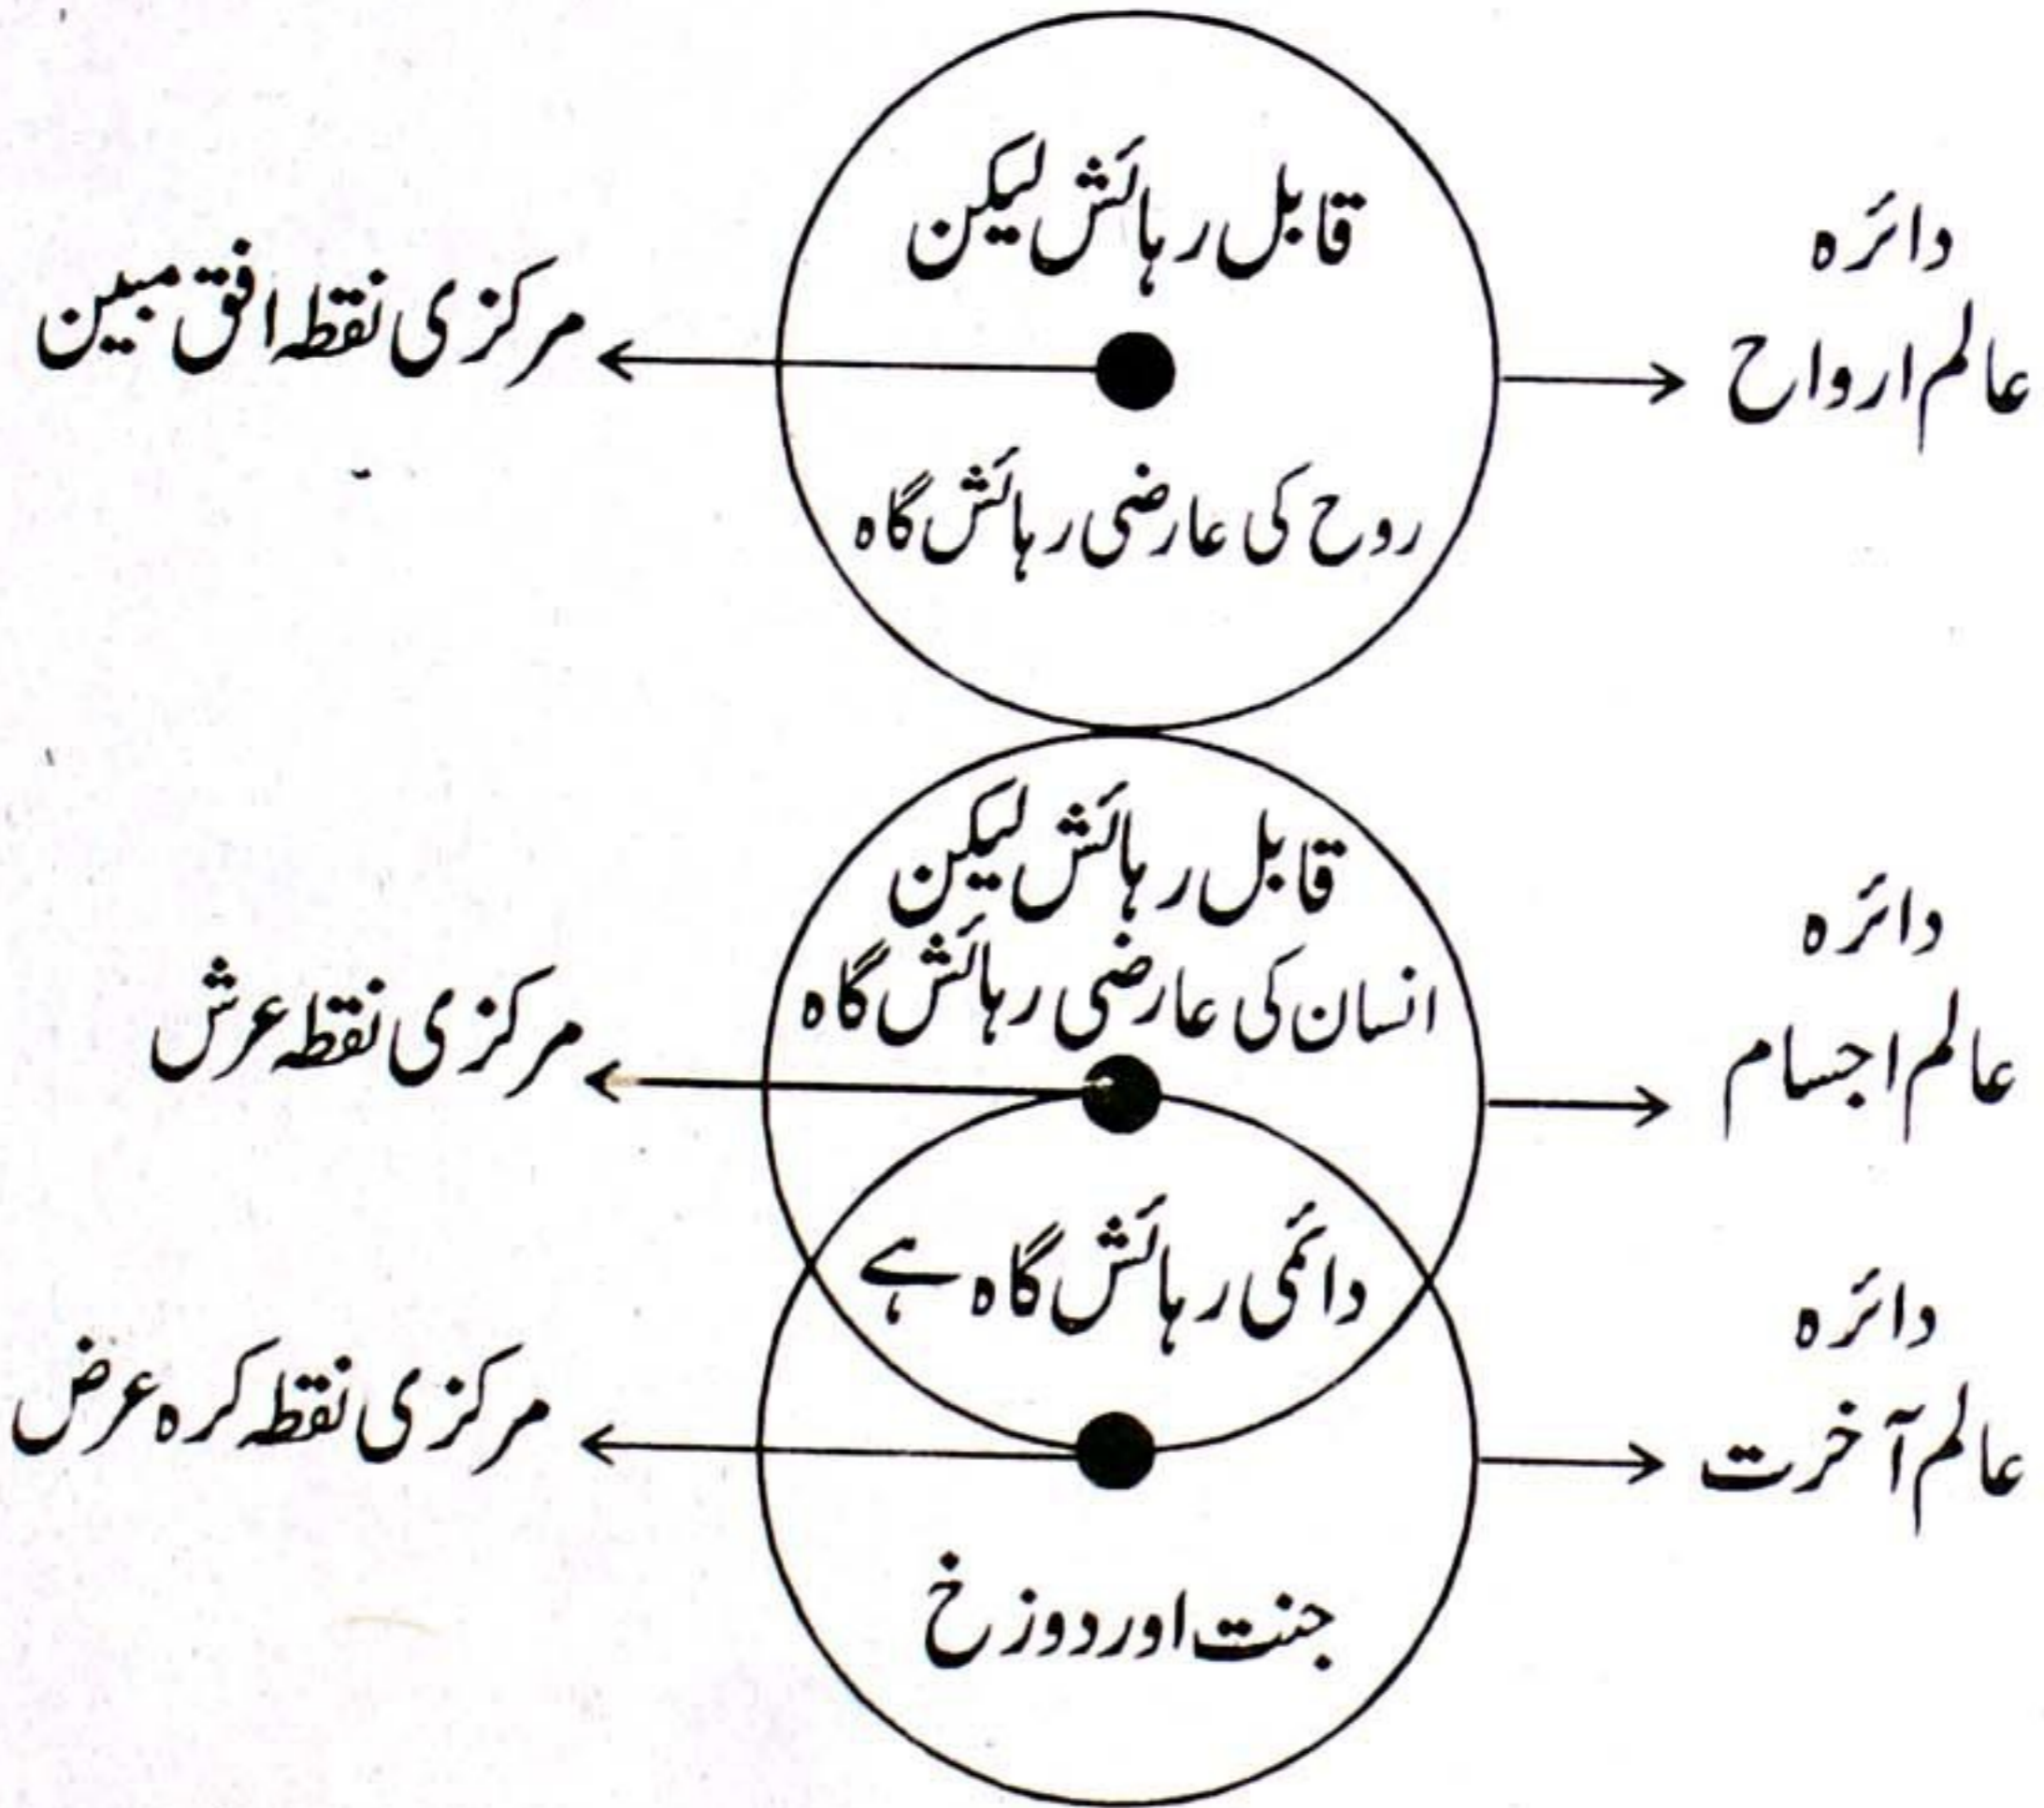 دائرہ
عالم ارواح
قابل رہائش لیکن
روح کی عارضی رہائش گاہ
مرکزی نقطہ افق مبین
دائرہ
عالم اجسام
قابل رہائش لیکن
انسان کی عارضی رہائش گاہ
مرکزی نقطہ عرش
دائمی رہائش گاہ ہے
دائرہ
عالم آخرت
مرکزی نقطہ کرہ عرض
جنت اور دوزخ